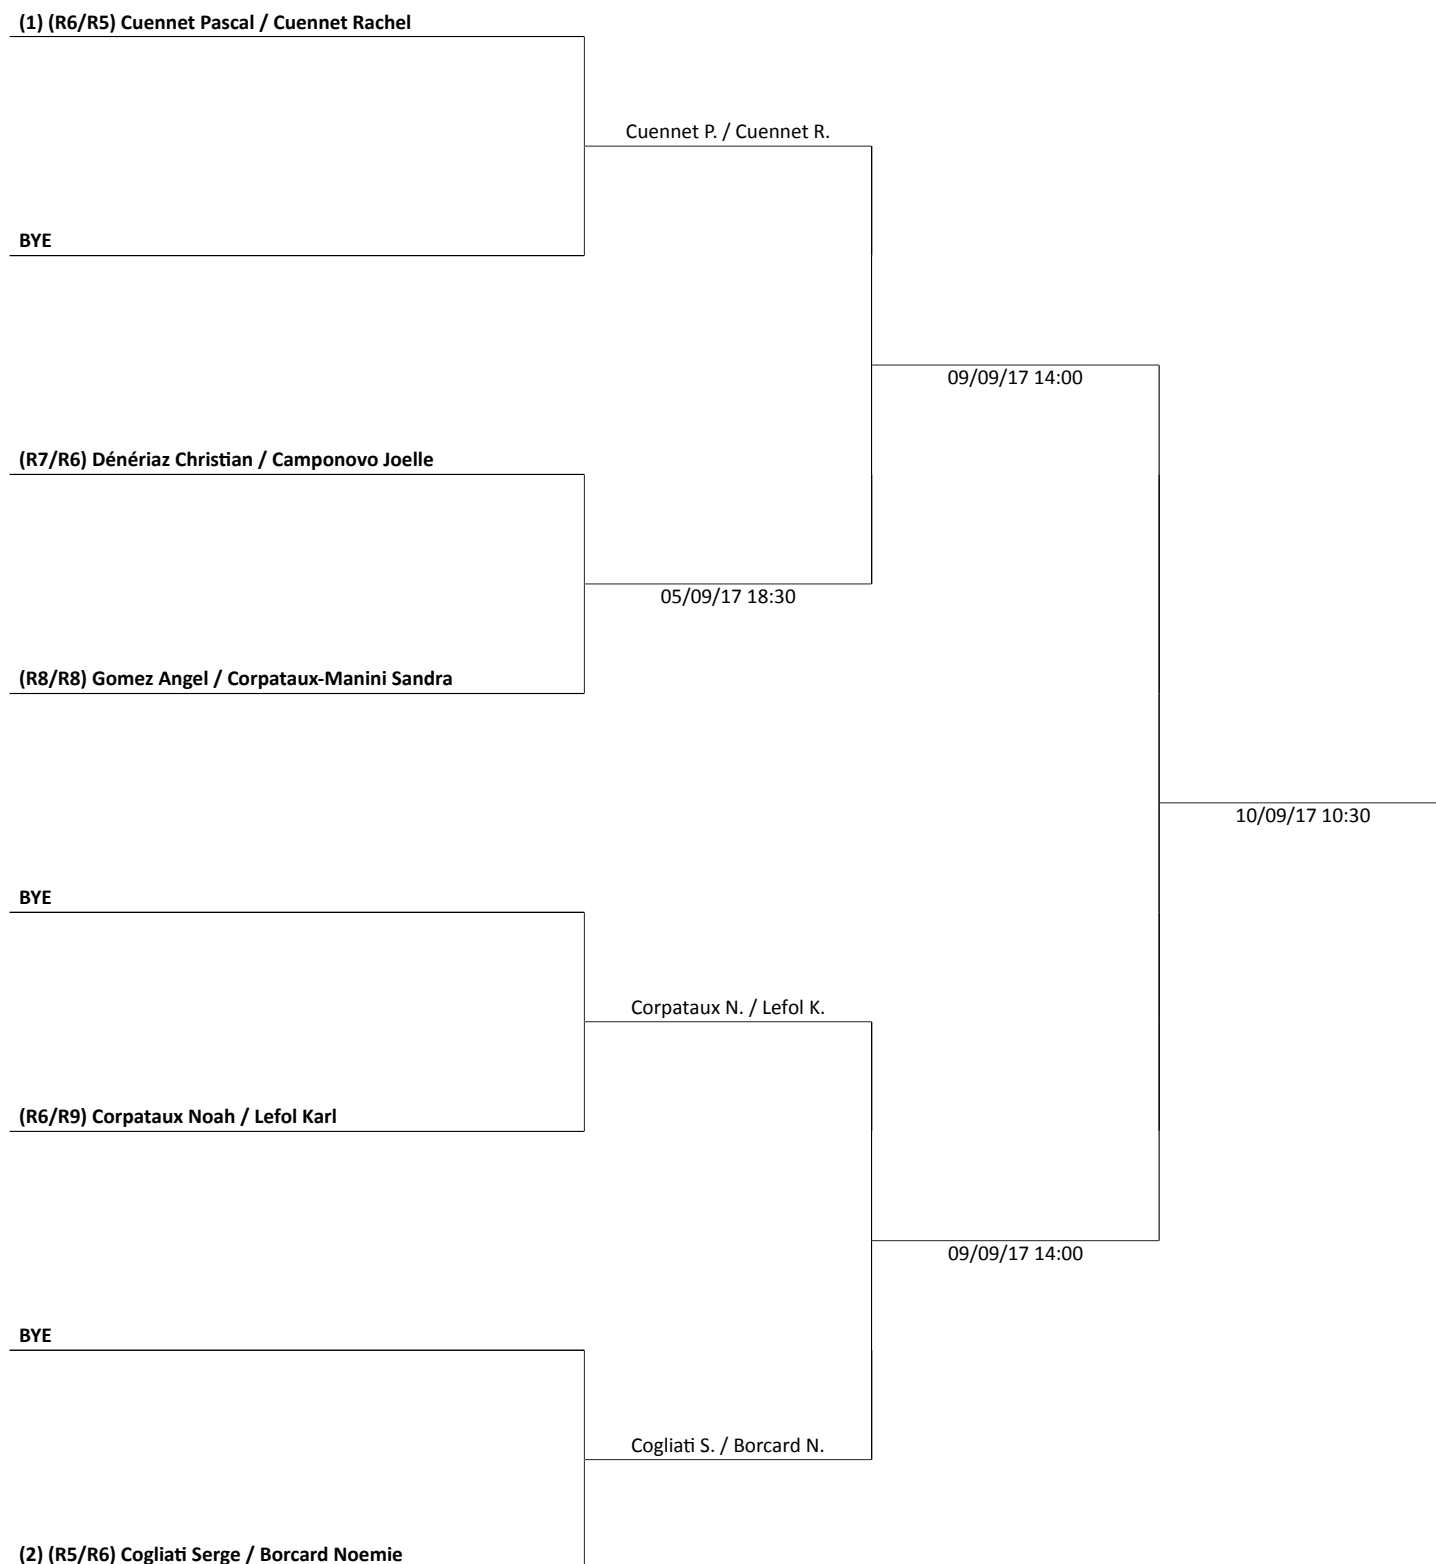 (1) (R6/R5) Cuennet Pascal / Cuennet Rachel
Cuennet P. / Cuennet R.
BYE
09/09/17 14:00
(R7/R6) Dénériaz Christian / Camponovo Joelle
05/09/17 18:30
(R8/R8) Gomez Angel / Corpataux-Manini Sandra
10/09/17 10:30
BYE
Corpataux N. / Lefol K.
(R6/R9) Corpataux Noah / Lefol Karl
09/09/17 14:00
BYE
Cogliati S. / Borcard N.
(2) (R5/R6) Cogliati Serge / Borcard Noemie